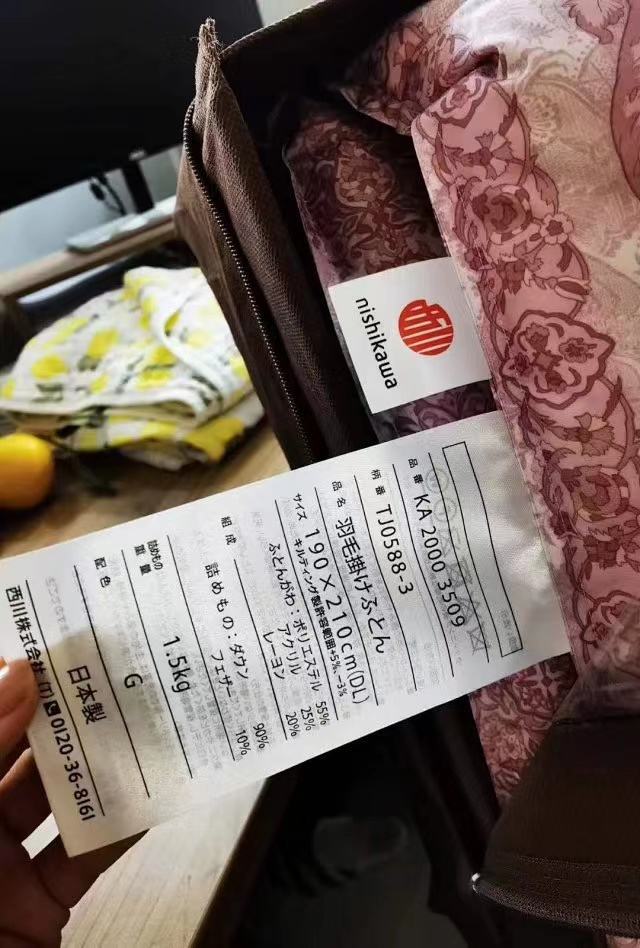 nishikawa
品番 KA 2000 3509
柄番 TJ0588-3
品名 羽毛掛けふとん
サイズ 190×210cm(DL)
キルティング製品許容範囲+5%-3%
組成 ふとんがわ:ポリエステル 55%
アクリル 25%
レーヨン 20%
詰めもの:ダウン 90%
フェザー 10%
詰めもの重量 1.5kg
配色 G
日本製
西川株式会社 (T) 0120-36-8161